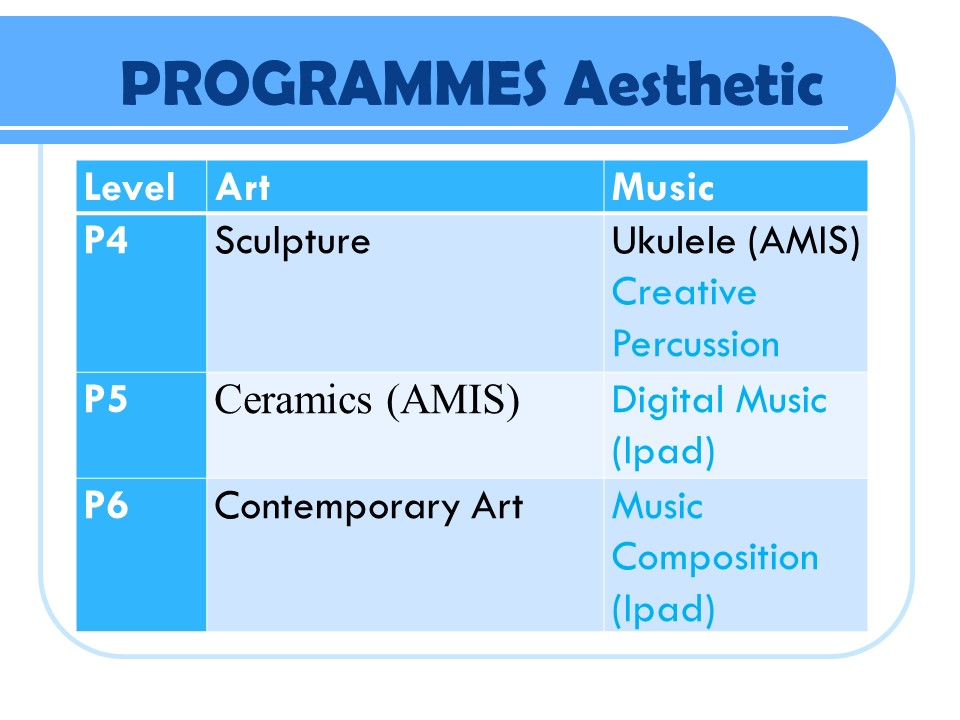 PROGRAMMES Aesthetic
Level Art Music
P4 Sculpture Ukulele (AMIS)
Creative
Percussion
P5 Ceramics (AMIS) Digital Music
(Ipad)
P6 Contemporary Art Music
Composition
(Ipad)